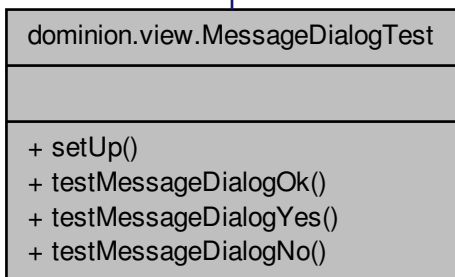 dominion.view.MessageDialogTest
+ setUp()
+ testMessageDialogOk()
+ testMessageDialogYes()
+ testMessageDialogNo()